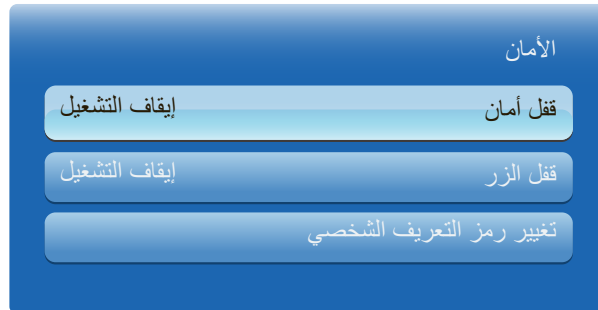 الأمان
قفل أمان إيقاف التشغيل
قفل الزر إيقاف التشغيل
تغيير رمز التعريف الشخصي